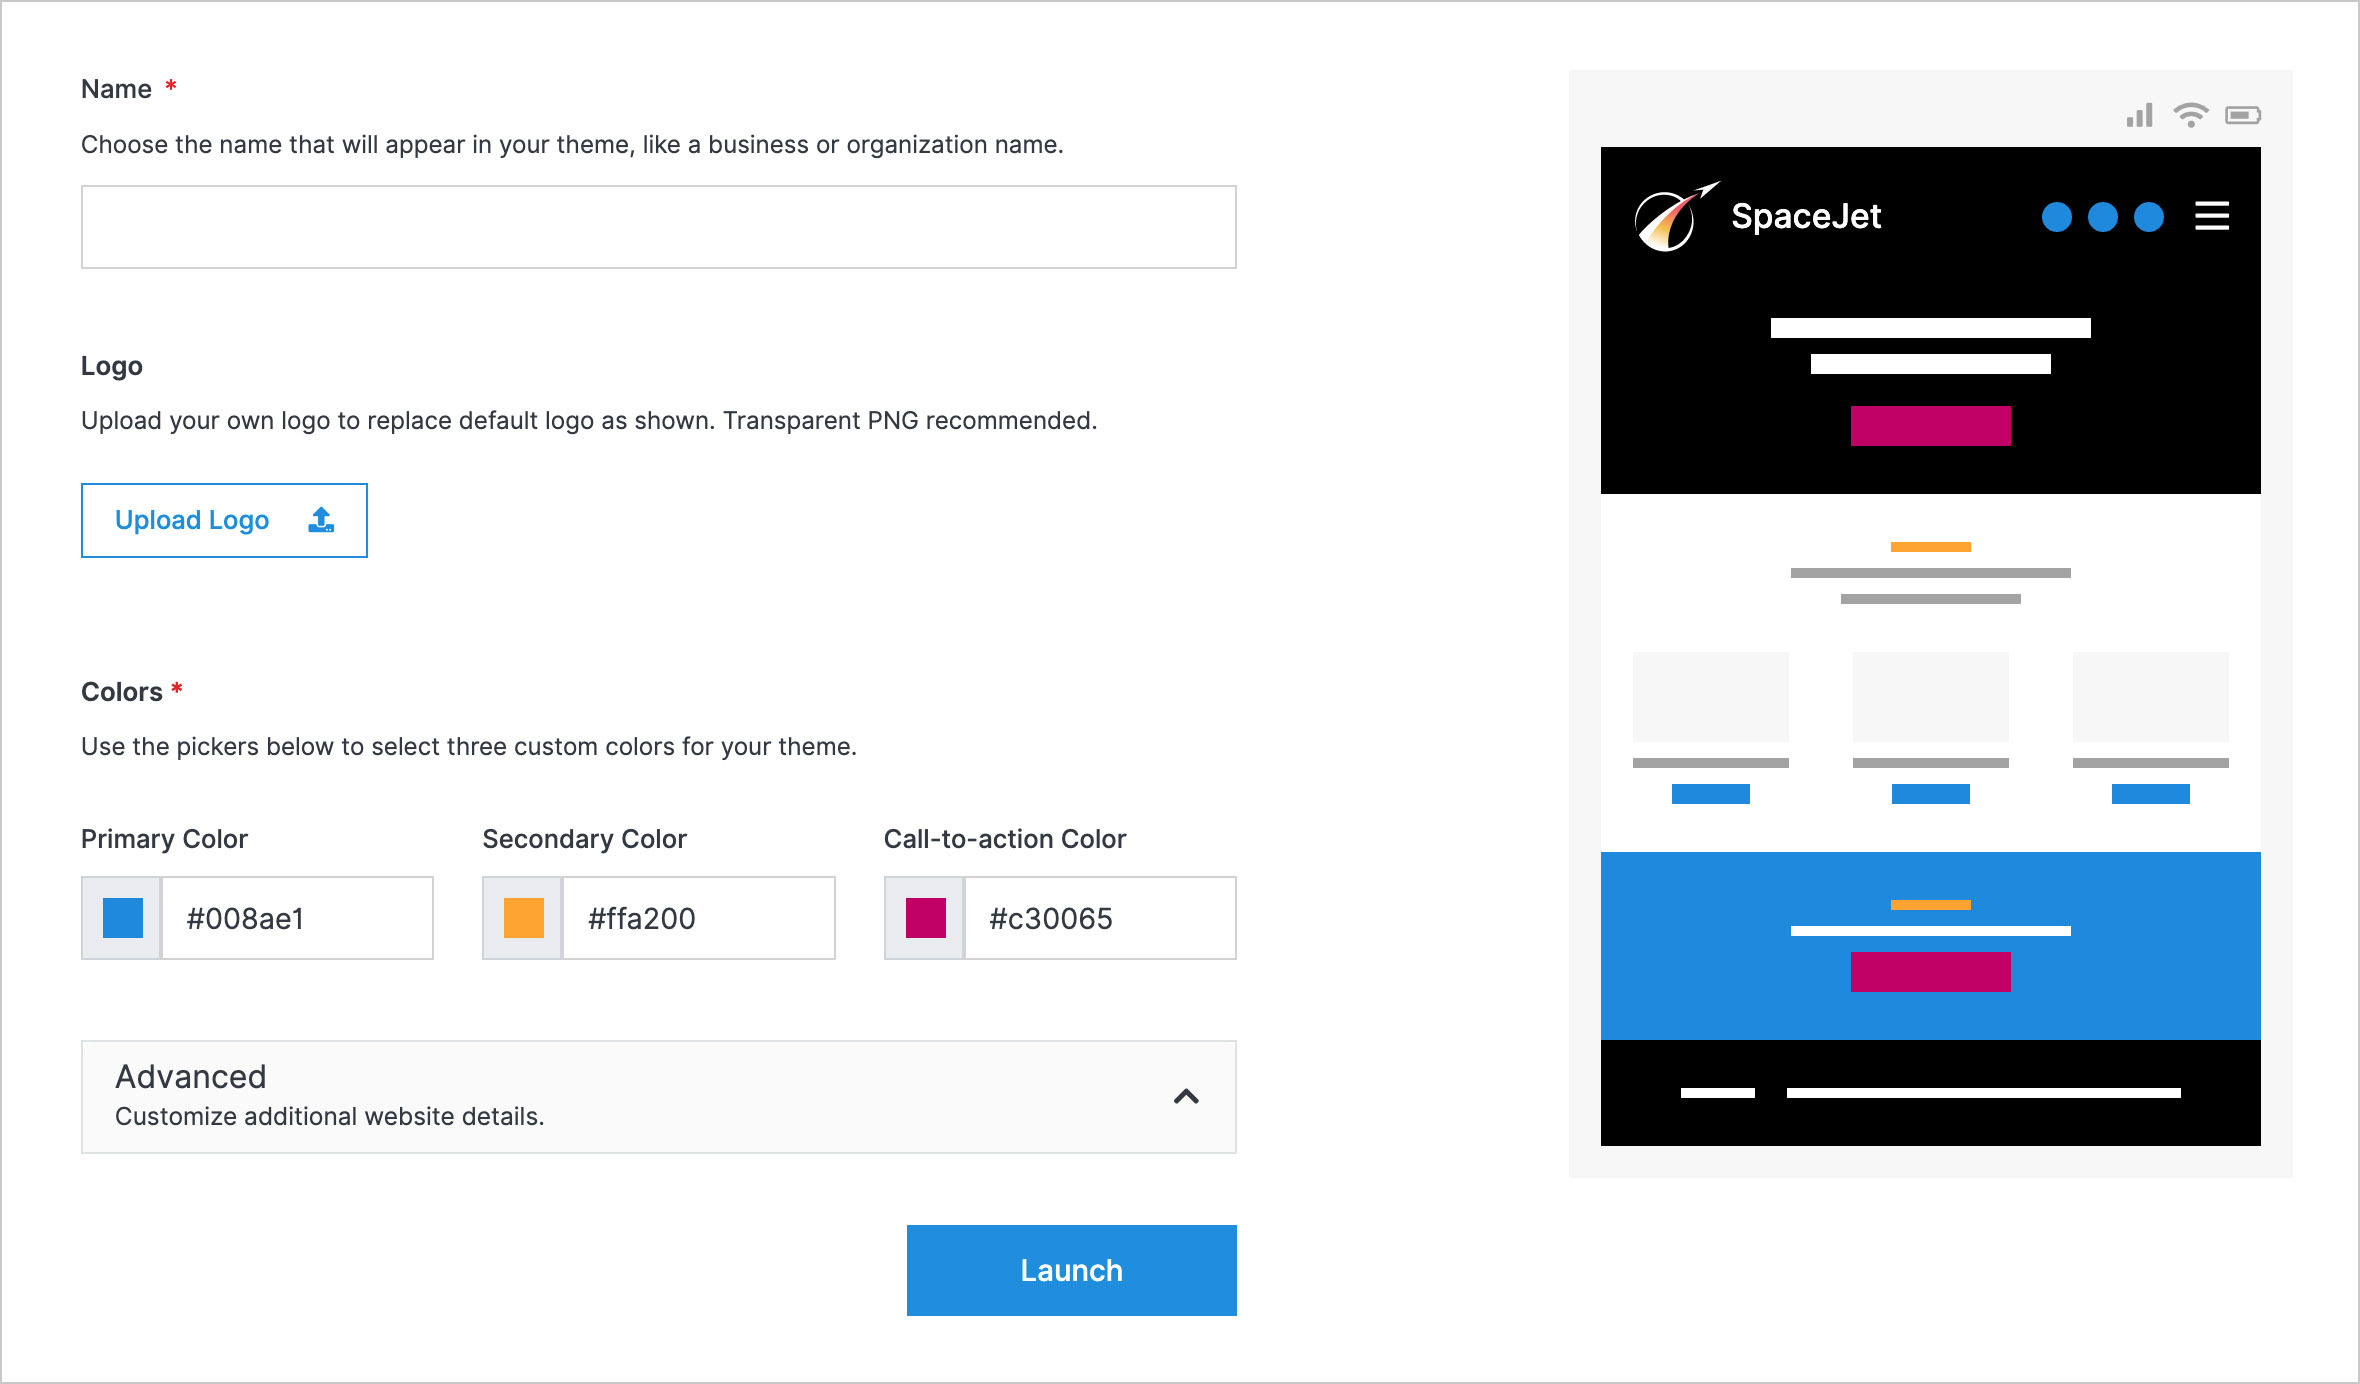 Name *
Choose the name that will appear in your theme, like a business or organization name.
Logo
Upload your own logo to replace default logo as shown. Transparent PNG recommended.
Upload Logo
Colors *
Use the pickers below to select three custom colors for your theme.
Primary Color
#008ae1
Secondary Color
#ffa200
Call-to-action Color
#c30065
Advanced
Customize additional website details.
Launch
SpaceJet